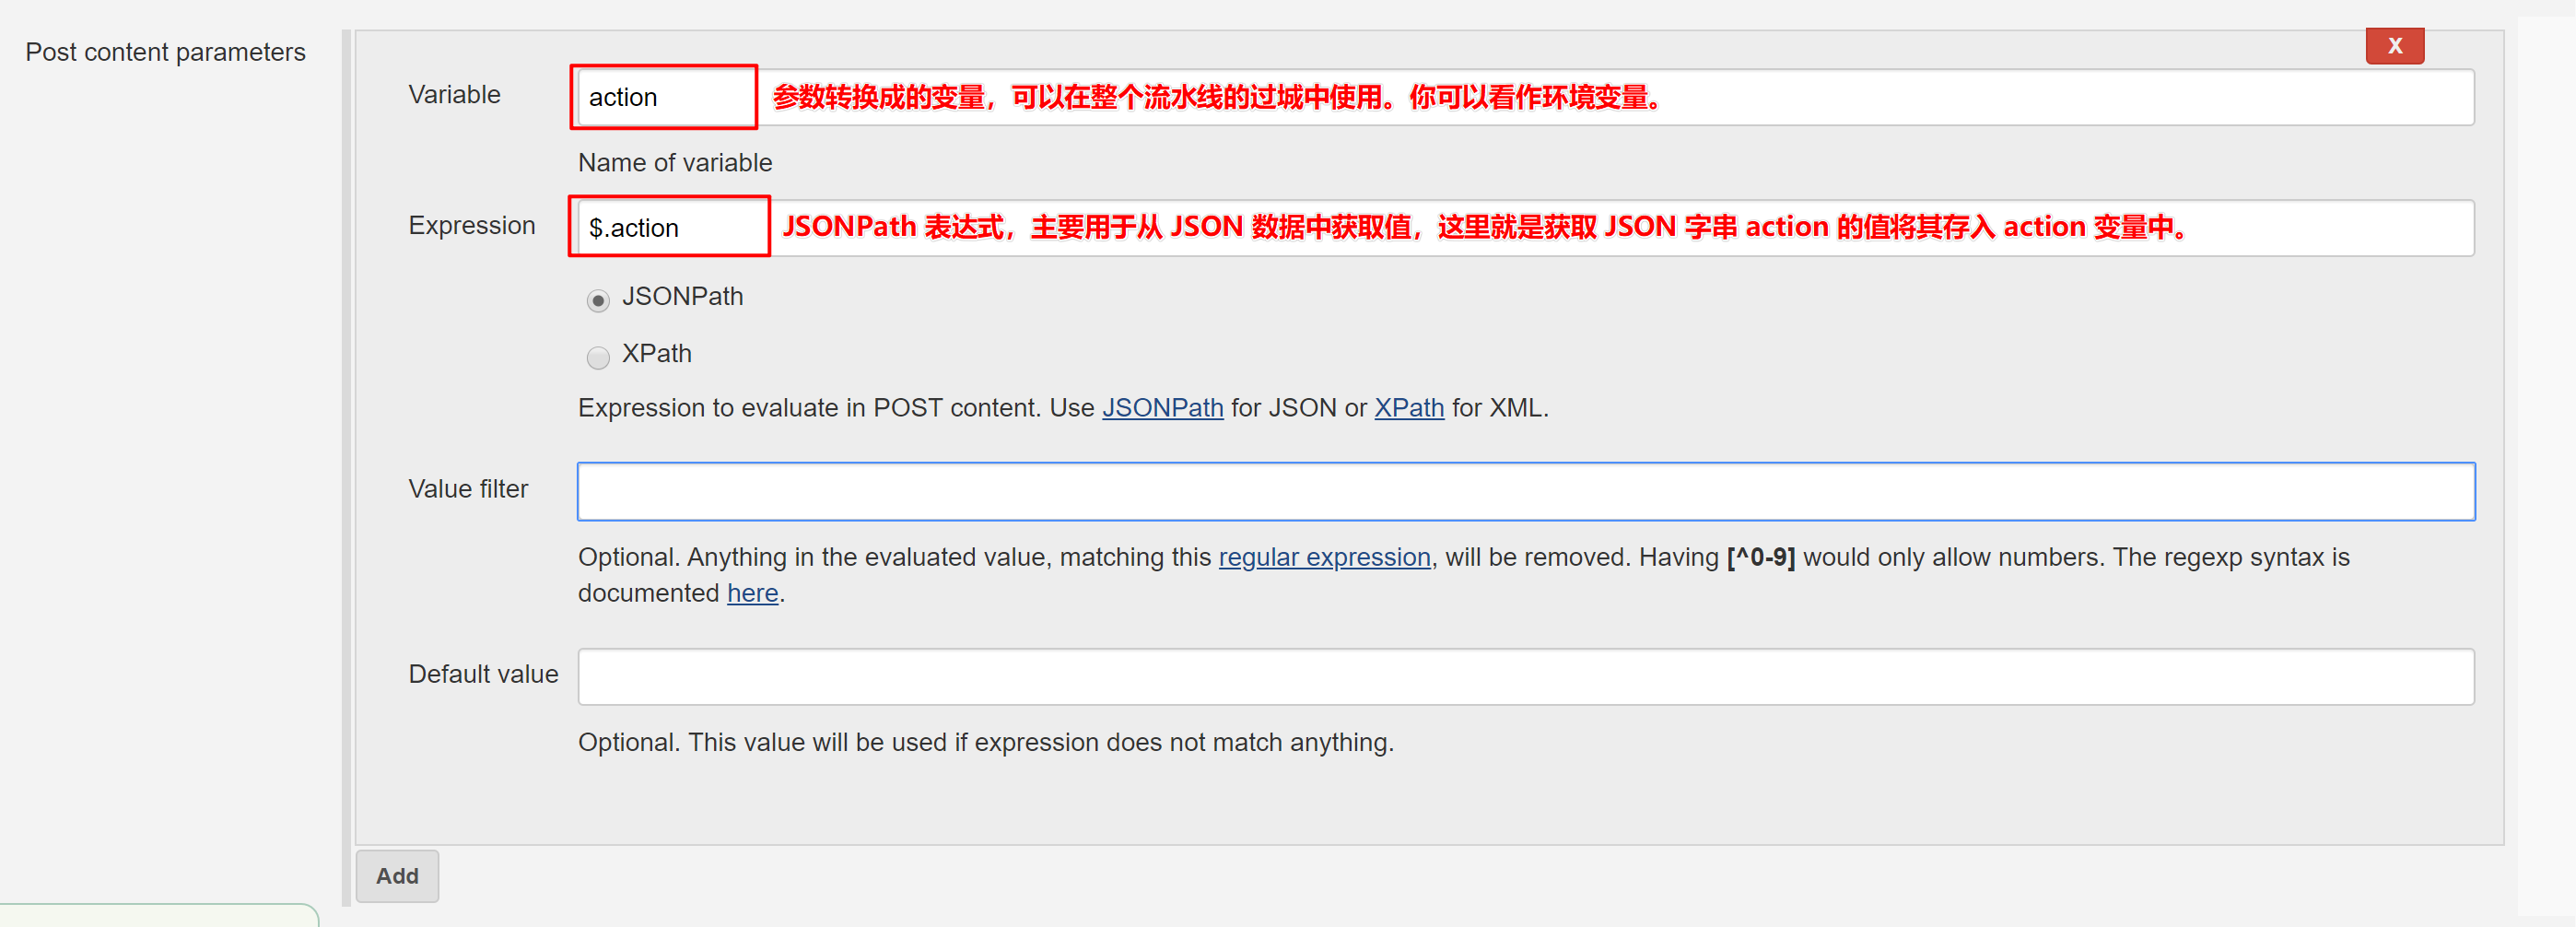 Post content parameters
X
Variable
action
参数转换成的变量，可以在整个流水线的过城中使用。你可以看作环境变量。
Name of variable
Expression
$.action
JSONPath 表达式，主要用于从 JSON 数据中获取值，这里就是获取 JSON 字串 action 的值将其存入 action 变量中。
JSONPath
XPath
Expression to evaluate in POST content. Use JSONPath for JSON or XPath for XML.
Value filter
Optional. Anything in the evaluated value, matching this regular expression, will be removed. Having [^0-9] would only allow numbers. The regexp syntax is
documented here.
Default value
Optional. This value will be used if expression does not match anything.
Add